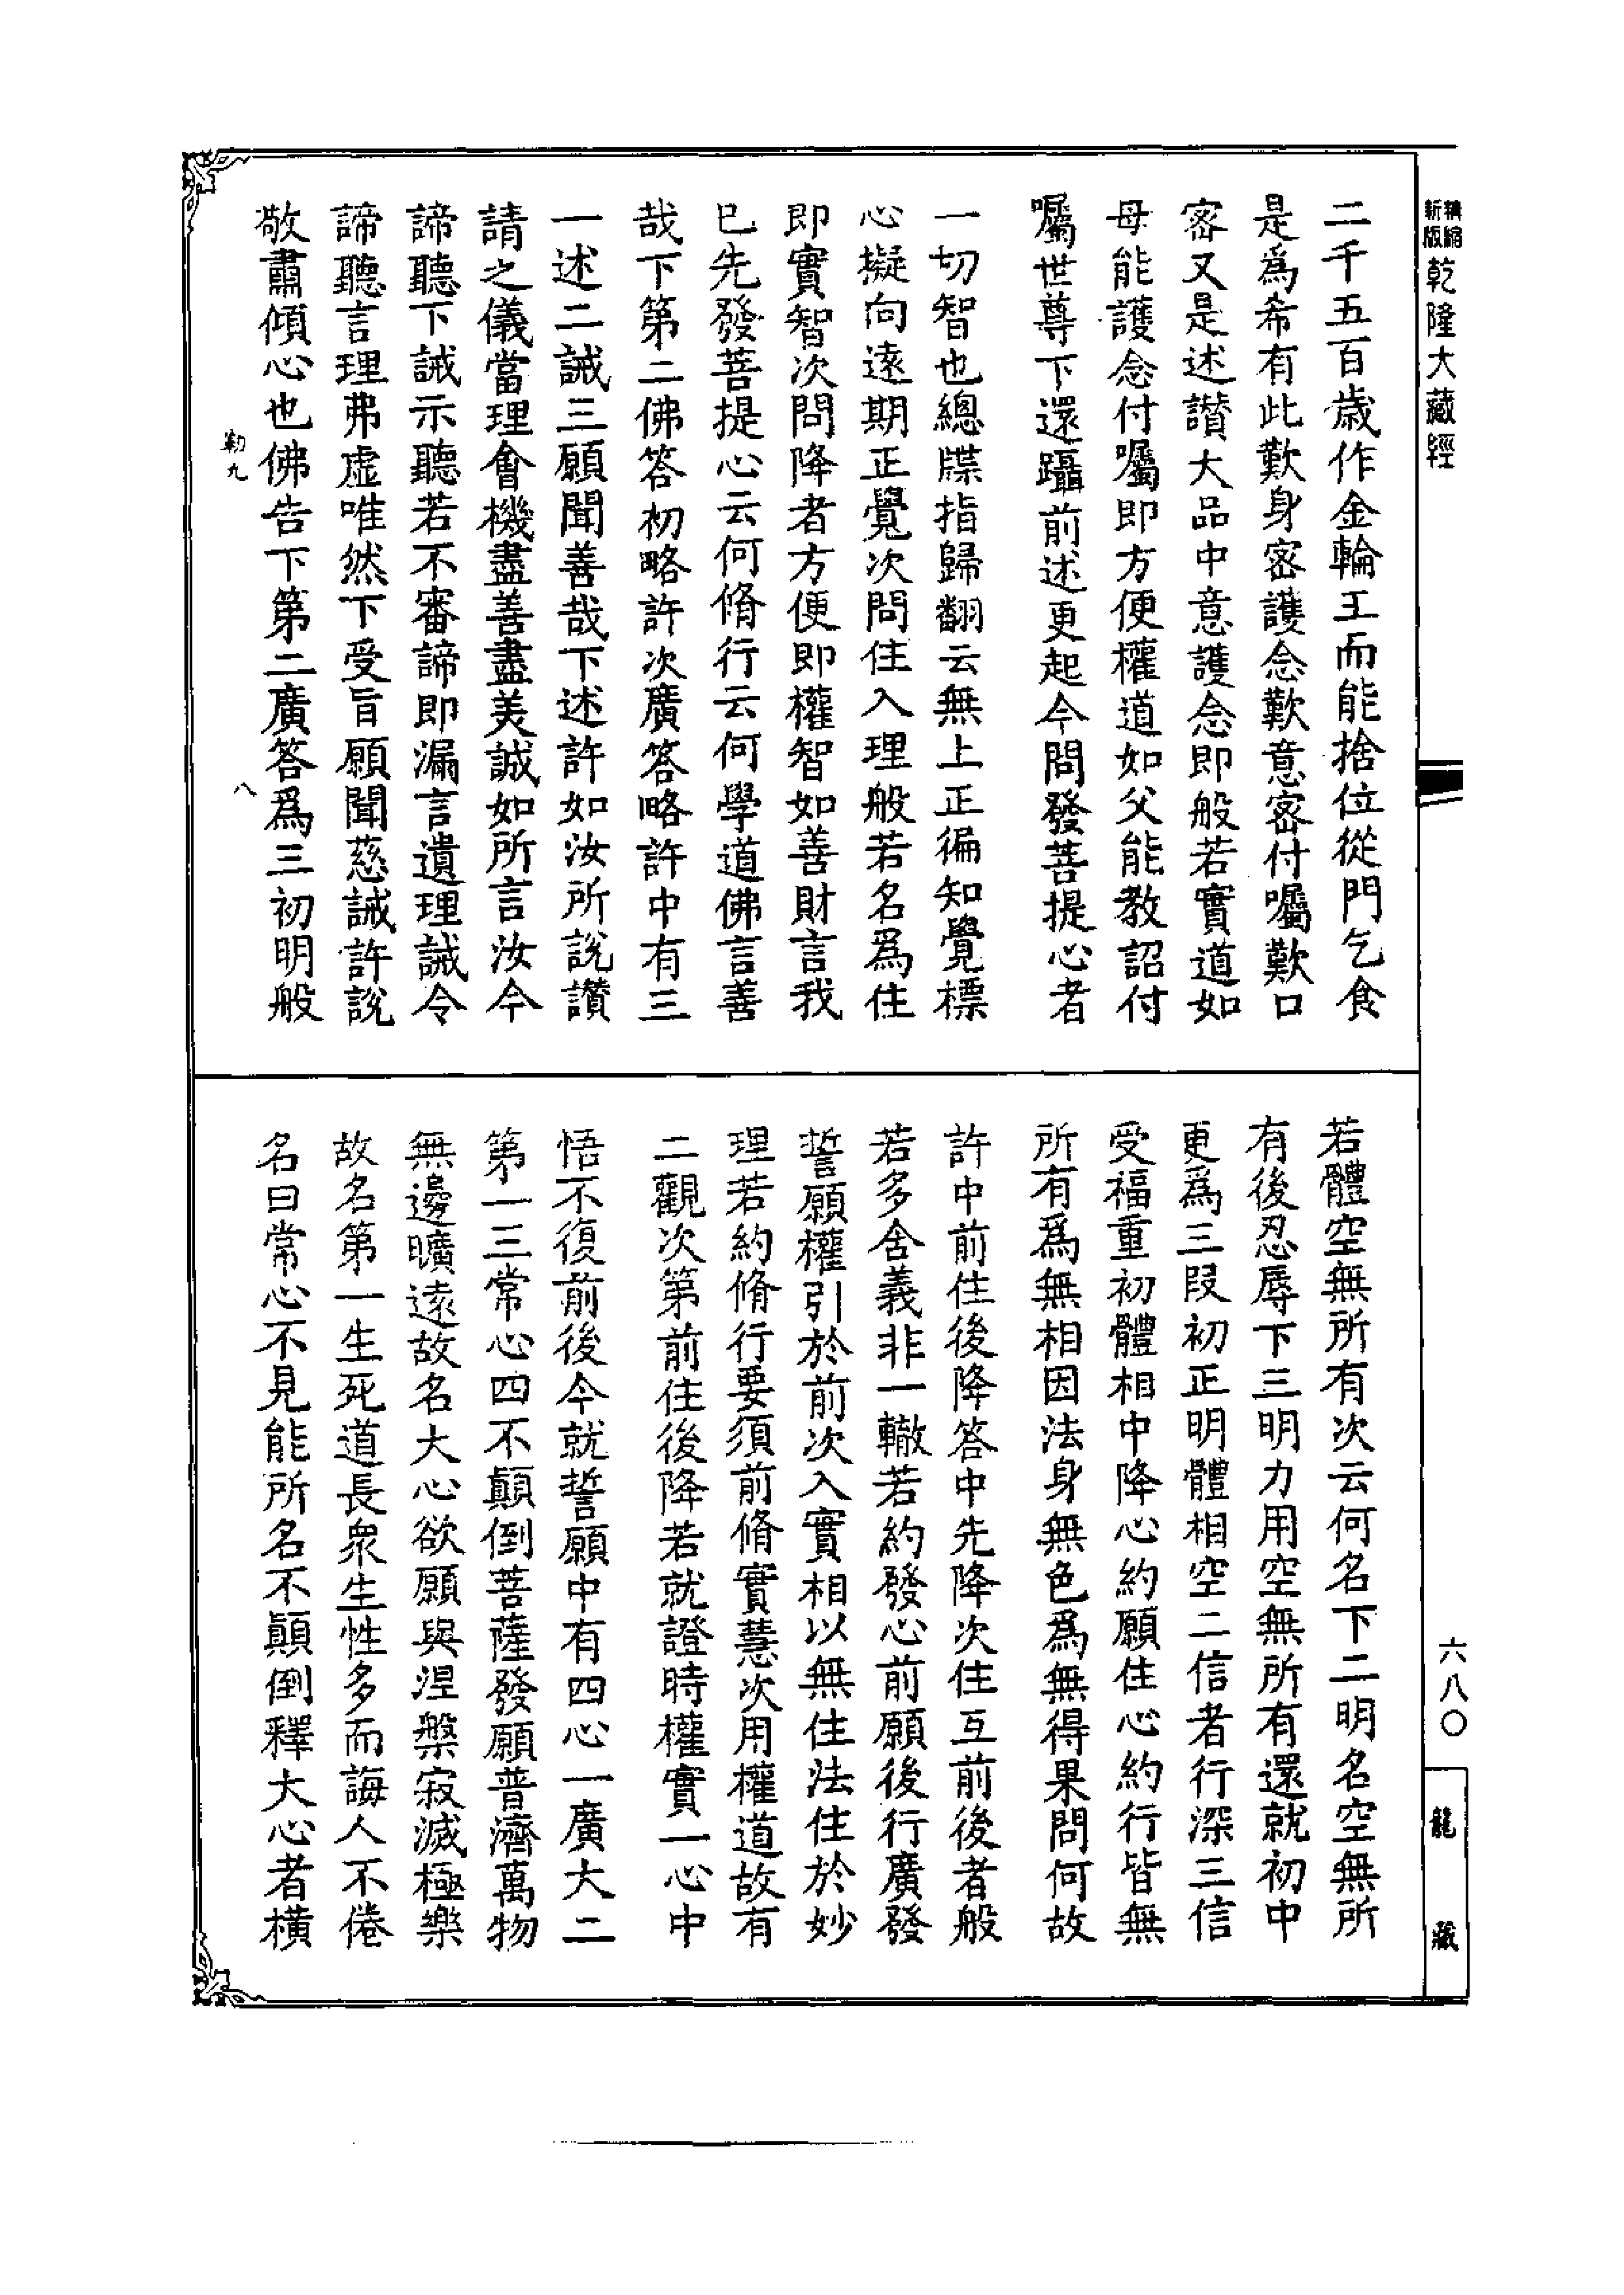 新版
精縮
乾隆大藏經
二千五百歲作金輪王而能捨位從門乞食
是爲希有此歎身密護念歎意密付囑歎口
密又是述讚大品中意護念即般若實道如
母能護念付囑即方便權道如父能教詔付
囑世尊下還躡前述更起今問發菩提心者
一切智也總牒指歸翻云無上正徧知覺標
心擬向遠期正覺次問住入理般若名爲住
即實智次問降者方便即權智如善財言我
已先發菩提心云何脩行云何學道佛言善
哉下第二佛答初略許次廣答略許中有三
一述二誡三願聞善哉下述許如汝所說讚
請之儀當理會機盡善盡美誠如所言汝今
諦聽下誡示聽若不審諦即漏言遺理誡令
諦聽言理弗虛唯然下受旨願聞慈誡許說
敬肅傾心也佛告下第二廣答爲三初明般
勒九
八
若體空無所有次云何名下二明名空無所
有後忍辱下三明力用空無所有還就初中
更爲三段初正明體相空二信者行深三信
受福重初體相中降心約願住心約行皆無
所有爲無相因法身無色爲無得果問何故
許中前住後降答中先降次住互前後者般
若多含義非一轍若約發心前願後行廣發
誓願權引於前次入實相以無住法住於妙
理若約脩行要須前脩實慧次用權道故有
二觀次第前住後降若就證時權實一心中
悟不復前後今就誓願中有四心一廣大二
第一三常心四不顛倒菩薩發願普濟萬物
無邊曠遠故名大心欲願與涅槃寂滅極樂
故名第一生死道長衆生性多而誨人不倦
名曰常心不見能所名不顛倒釋大心者橫
六八〇
龍藏